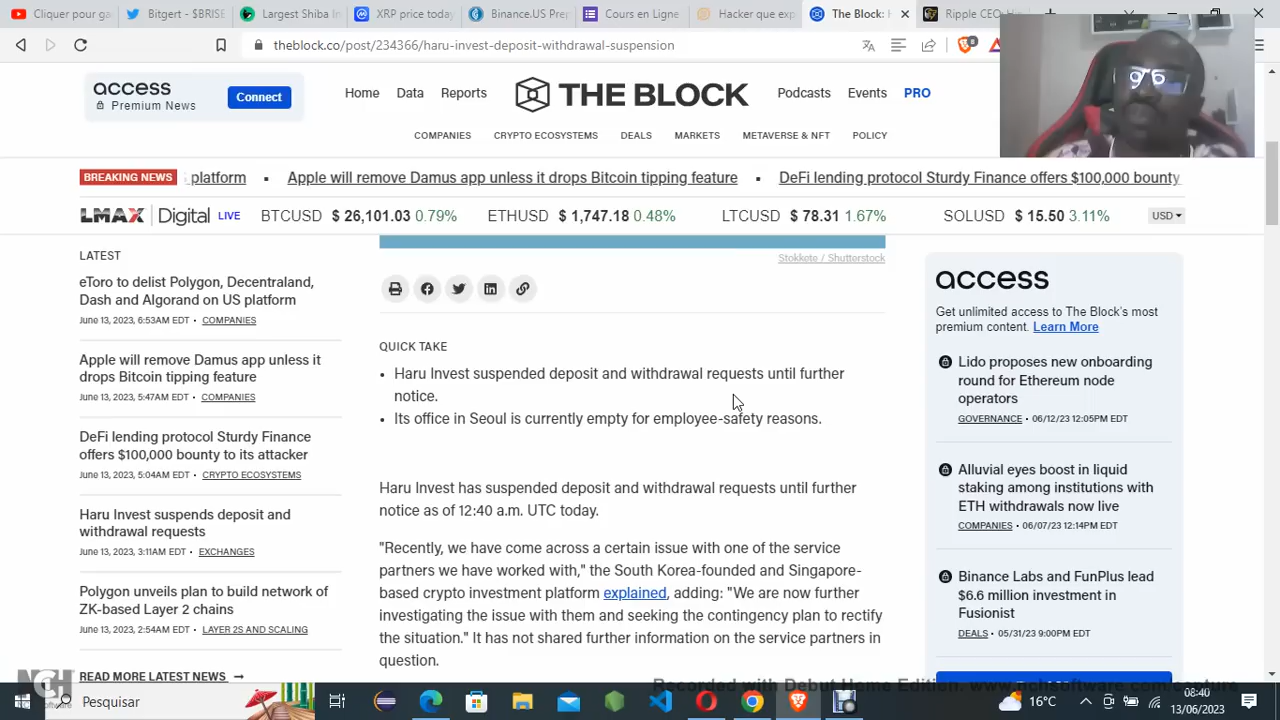 Cliquer pour ga
Bitgert - $BRISE
Largest Shiba In
XRP price today
Binance.US Prep
Cours en Ligne
Hacker que por
The Block: H
Ripple CEO
theblock.co/post/234366/haru-invest-deposit-withdrawal-suspension
access
Premium News
Connect
Home
Data
Reports
THE BLOCK
Podcasts
Events
PRO
COMPANIES
CRYPTO ECOSYSTEMS
DEALS
MARKETS
METAVERSE & NFT
POLICY
BREAKING NEWS
platform
Apple will remove Damus app unless it drops Bitcoin tipping feature
DeFi lending protocol Sturdy Finance offers $100,000 bounty
LMAX Digital LIVE
BTCUSD $ 26,101.03 0.79%
ETHUSD $ 1,747.18 0.48%
LTCUSD $ 78.31 1.67%
SOLUSD $ 15.50 3.11%
USD
LATEST
eToro to delist Polygon, Decentraland,
Dash and Algorand on US platform
June 13, 2023, 6:53AM EDT • COMPANIES
Apple will remove Damus app unless it
drops Bitcoin tipping feature
June 13, 2023, 5:47AM EDT • COMPANIES
DeFi lending protocol Sturdy Finance
offers $100,000 bounty to its attacker
June 13, 2023, 5:04AM EDT • CRYPTO ECOSYSTEMS
Haru Invest suspends deposit and
withdrawal requests
June 13, 2023, 3:11AM EDT • EXCHANGES
Polygon unveils plan to build network of
ZK-based Layer 2 chains
June 13, 2023, 2:54AM EDT • LAYER 2S AND SCALING
READ MORE LATEST NEWS
Stokkete / Shutterstock
QUICK TAKE
• Haru Invest suspended deposit and withdrawal requests until further
notice.
• Its office in Seoul is currently empty for employee-safety reasons.
Haru Invest has suspended deposit and withdrawal requests until further
notice as of 12:40 a.m. UTC today.
"Recently, we have come across a certain issue with one of the service
partners we have worked with," the South Korea-founded and Singapore-
based crypto investment platform explained, adding: "We are now further
investigating the issue with them and seeking the contingency plan to rectify
the situation." It has not shared further information on the service partners in
question.
access
Get unlimited access to The Block's most
premium content. Learn More
Lido proposes new onboarding
round for Ethereum node
operators
GOVERNANCE • 06/12/23 12:05PM EDT
Alluvial eyes boost in liquid
staking among institutions with
ETH withdrawals now live
COMPANIES • 06/07/23 12:14PM EDT
Binance Labs and FunPlus lead
$6.6 million investment in
Fusionist
DEALS • 05/31/23 9:00PM EDT
NCH
Recorded with Debut Home Edition. www.nchsoftware.com/capture
Pesquisar
16°C
08:40
13/06/2023